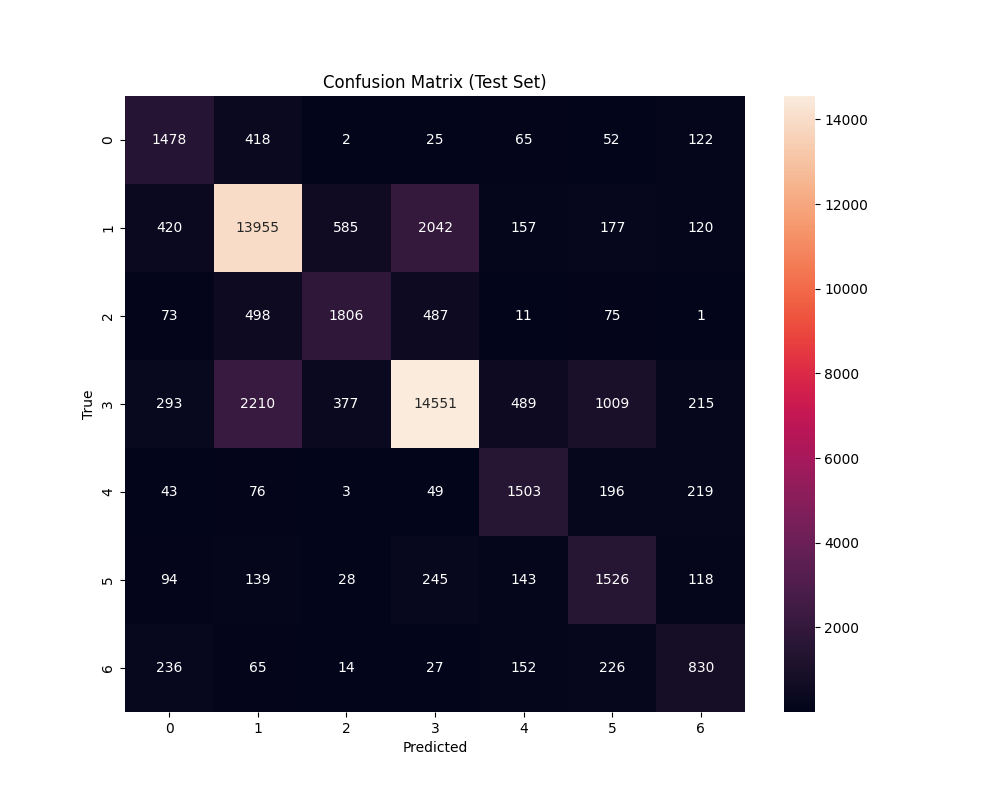 Confusion Matrix (Test Set)
0 1478 418 2 25 65 52 122
1 420 13955 585 2042 157 177 120
2 73 498 1806 487 11 75 1
3 293 2210 377 14551 489 1009 215
4 43 76 3 49 1503 196 219
5 94 139 28 245 143 1526 118
6 236 65 14 27 152 226 830
0 1 2 3 4 5 6
True
Predicted
14000
12000
10000
8000
6000
4000
2000